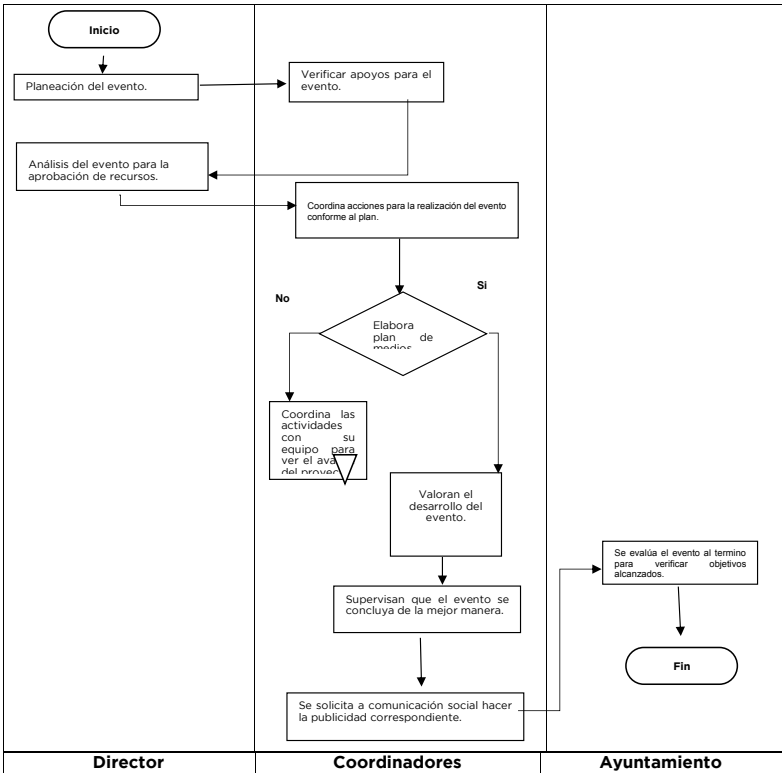 Inicio
Planeación del evento.
Verificar apoyos para el
evento.
Análisis del evento para la
aprobación de recursos.
Coordina acciones para la realización del evento
conforme al plan.
No
Si
Elabora
plan de
medios
Coordina las
actividades
con su
equipo para
ver el
del
Valoran el
desarrollo del
evento.
Se evalúa el evento al termino
para verificar objetivos
alcanzados.
Supervisan que el evento se
concluya de la mejor manera.
Fin
Se solicita a comunicación social hacer
la publicidad correspondiente.
Director
Coordinadores
Ayuntamiento